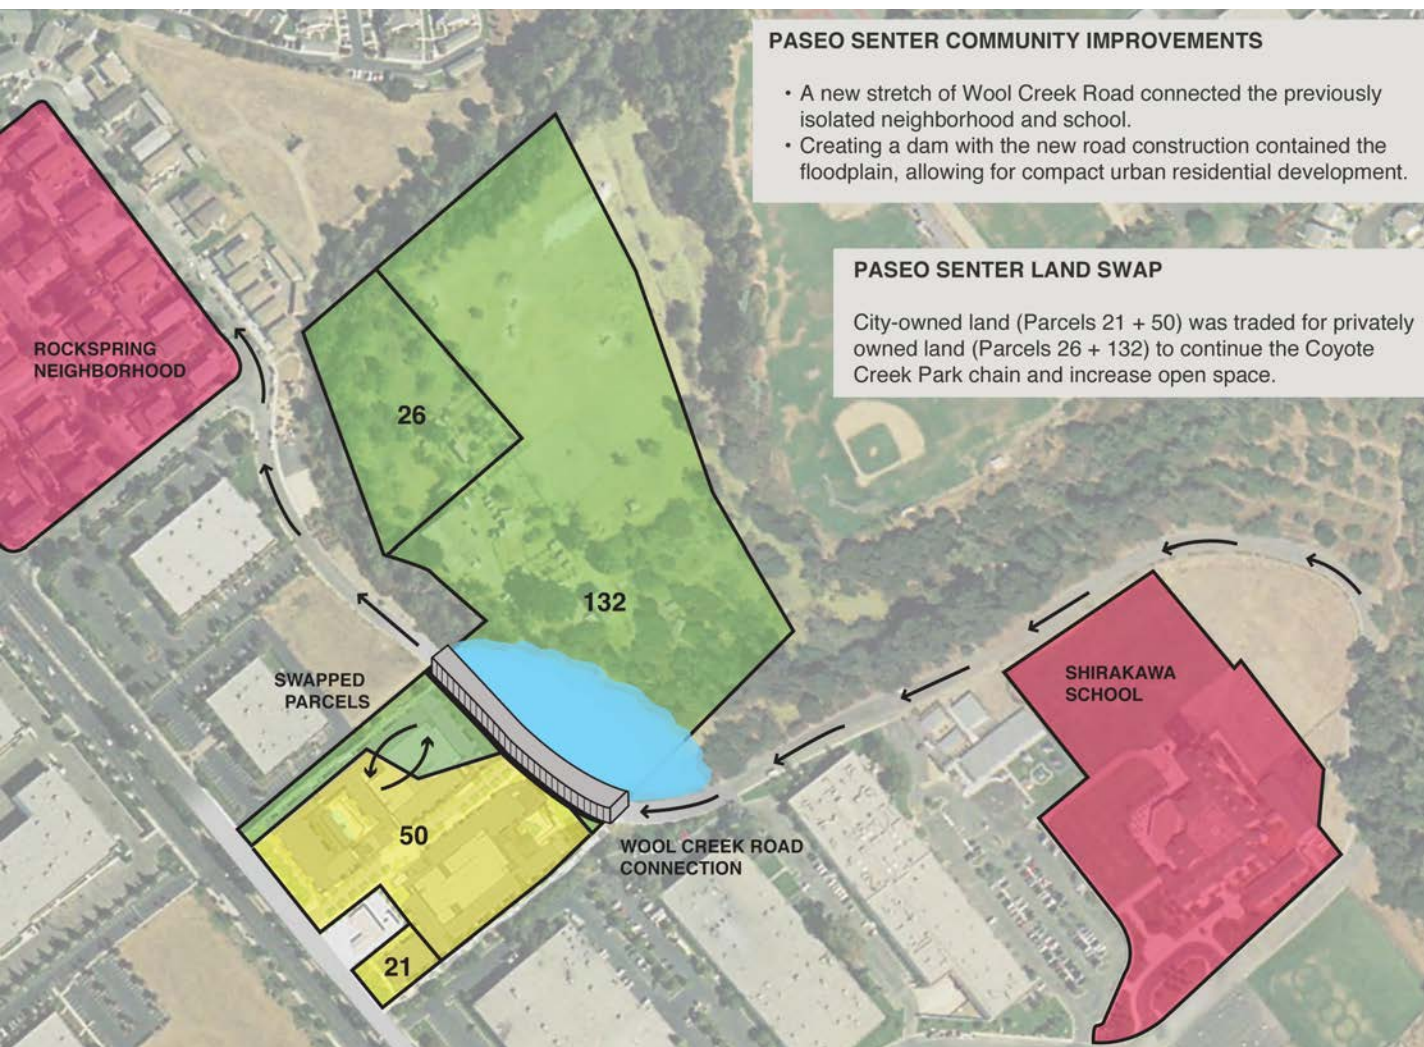 PASEO SENTER COMMUNITY IMPROVEMENTS
• A new stretch of Wool Creek Road connected the previously
isolated neighborhood and school.
• Creating a dam with the new road construction contained the
floodplain, allowing for compact urban residential development.
PASEO SENTER LAND SWAP
City-owned land (Parcels 21 + 50) was traded for privately
owned land (Parcels 26 + 132) to continue the Coyote
Creek Park chain and increase open space.
ROCKSPRING
NEIGHBORHOOD
26
132
SWAPPED
PARCELS
SHIRAKAWA
SCHOOL
50
WOOL CREEK ROAD
CONNECTION
21